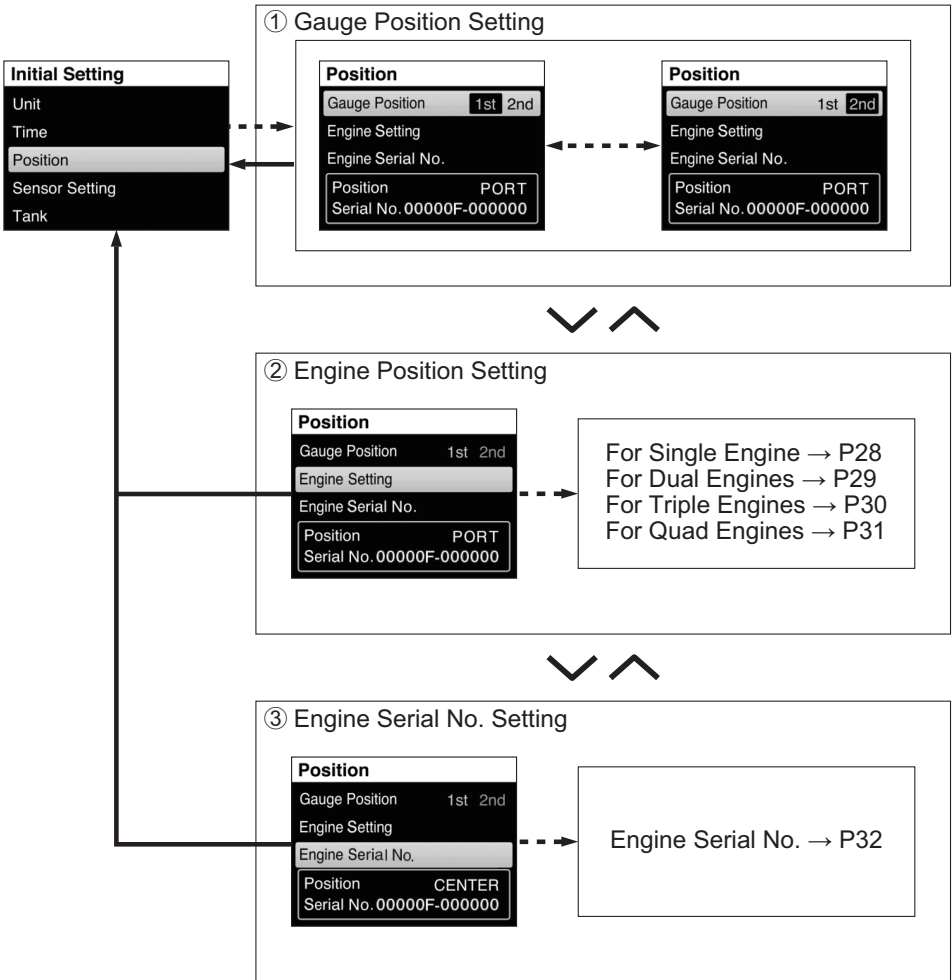 ① Gauge Position Setting
Initial Setting
Unit
Time
Position
Sensor Setting
Tank
Position
Gauge Position 1st 2nd
Engine Setting
Engine Serial No.
Position PORT
Serial No. 00000F-000000
Position
Gauge Position 1st 2nd
Engine Setting
Engine Serial No.
Position PORT
Serial No. 00000F-000000
② Engine Position Setting
Position
Gauge Position 1st 2nd
Engine Setting
Engine Serial No.
Position PORT
Serial No. 00000F-000000
For Single Engine → P28
For Dual Engines → P29
For Triple Engines → P30
For Quad Engines → P31
③ Engine Serial No. Setting
Position
Gauge Position 1st 2nd
Engine Setting
Engine Serial No.
Position CENTER
Serial No. 00000F-000000
Engine Serial No. → P32